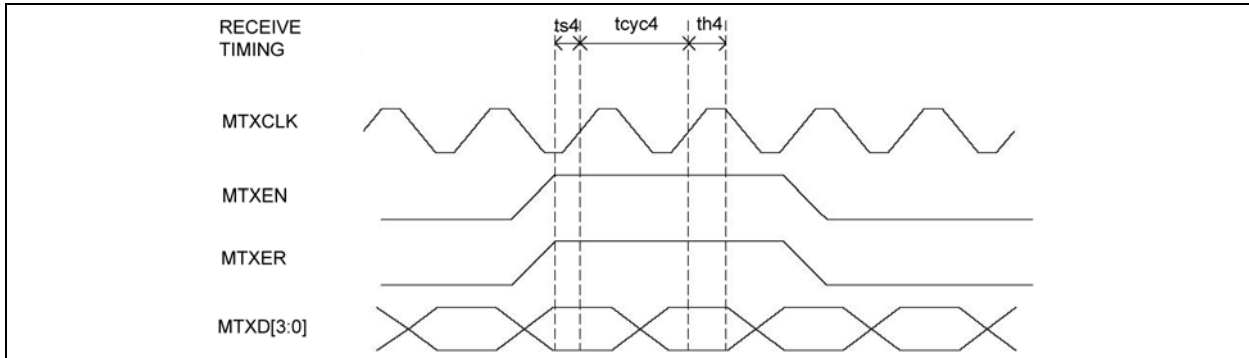 RECEIVE
TIMING
ts4 tcyc4 th4
MTXCLK
MTXEN
MTXER
MTXD[3:0]